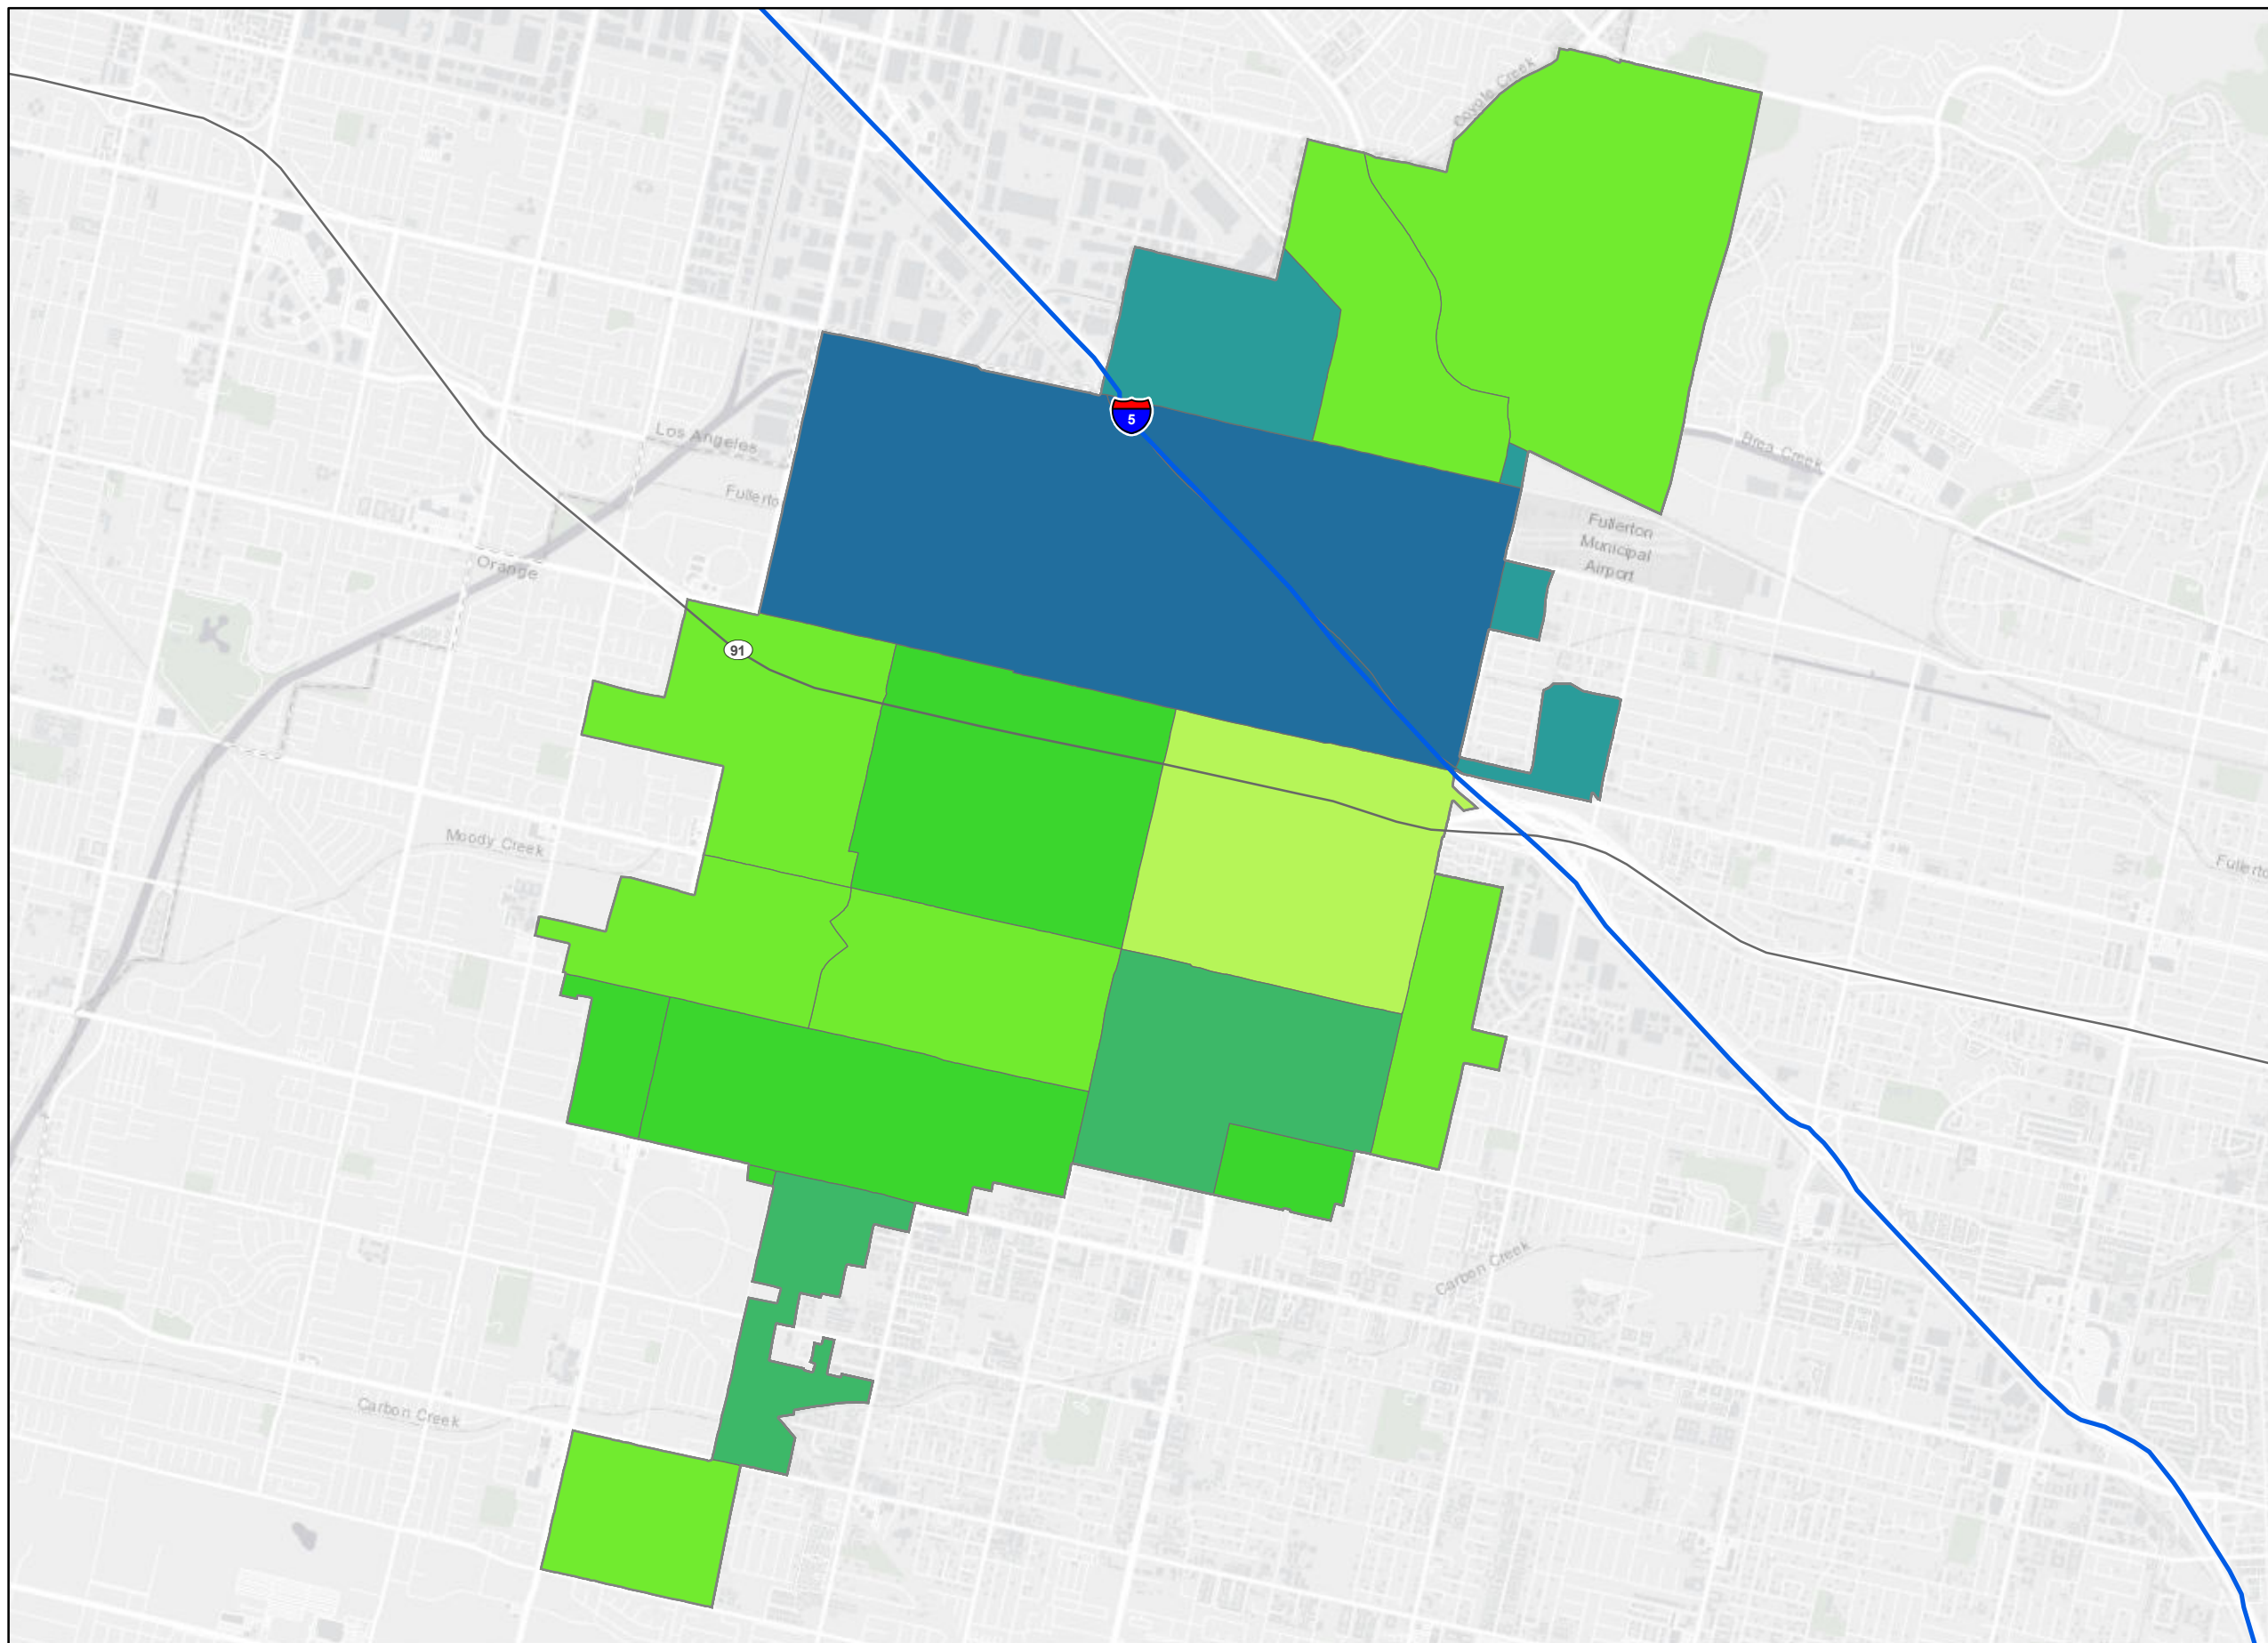 Coyote Creek
Los Angeles
5
Brea Creek
Fullerto
Fullerton
Municipal
Airport
Orange
91
Moody Creek
Fullerto
Carbon Creek
Carbon Creek